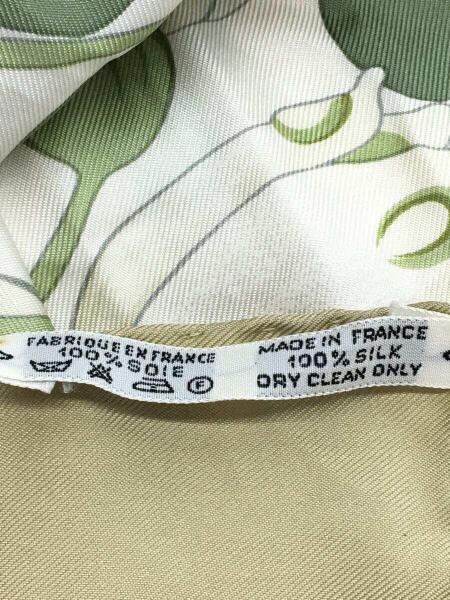 FABRIQUE EN FRANCE
100% SOIE
F
MADE IN FRANCE
100% SILK
DRY CLEAN ONLY